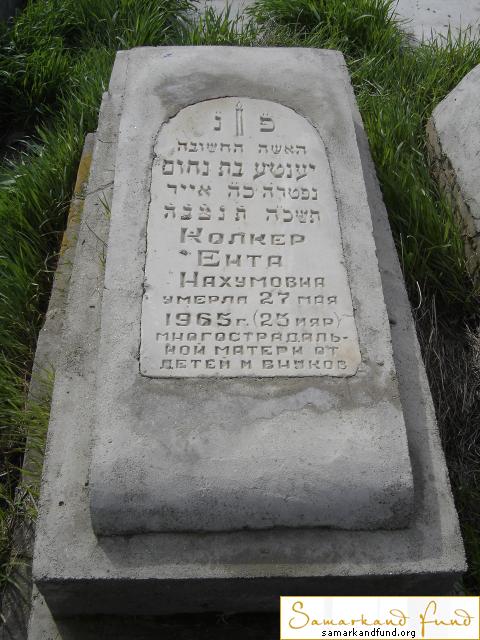 פ נ
האשה החשובה
יענטע בת נחום
נפטרה כה אייר
תשכה תנצבה
Колкер
Ента
Нахумовна
умерла 27 мая
1965 г. (25 ияр)
многострадаль-
ной матери от
детей и внуков
Samarkand Fund
samarkandfund.org